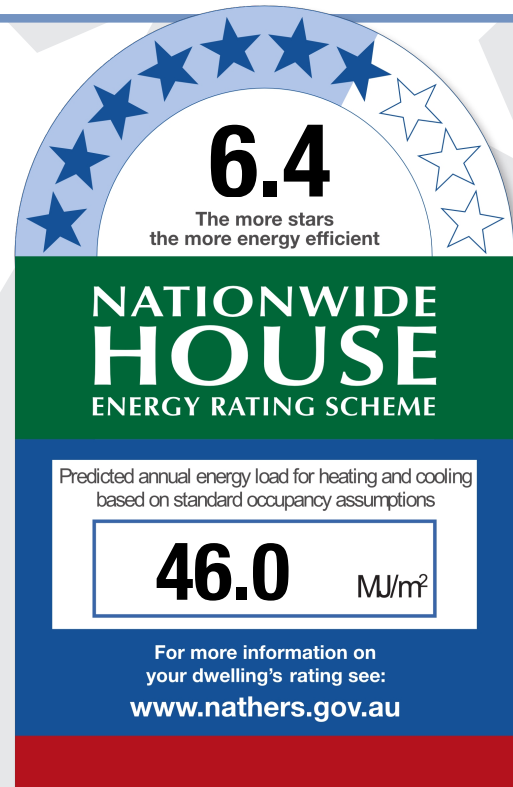 6.4
The more stars
the more energy efficient
NATIONWIDE
HOUSE
ENERGY RATING SCHEME
Predicted annual energy load for heating and cooling
based on standard occupancy assumptions
46.0 MJ/m²
For more information on
your dwelling's rating see:
www.nathers.gov.au